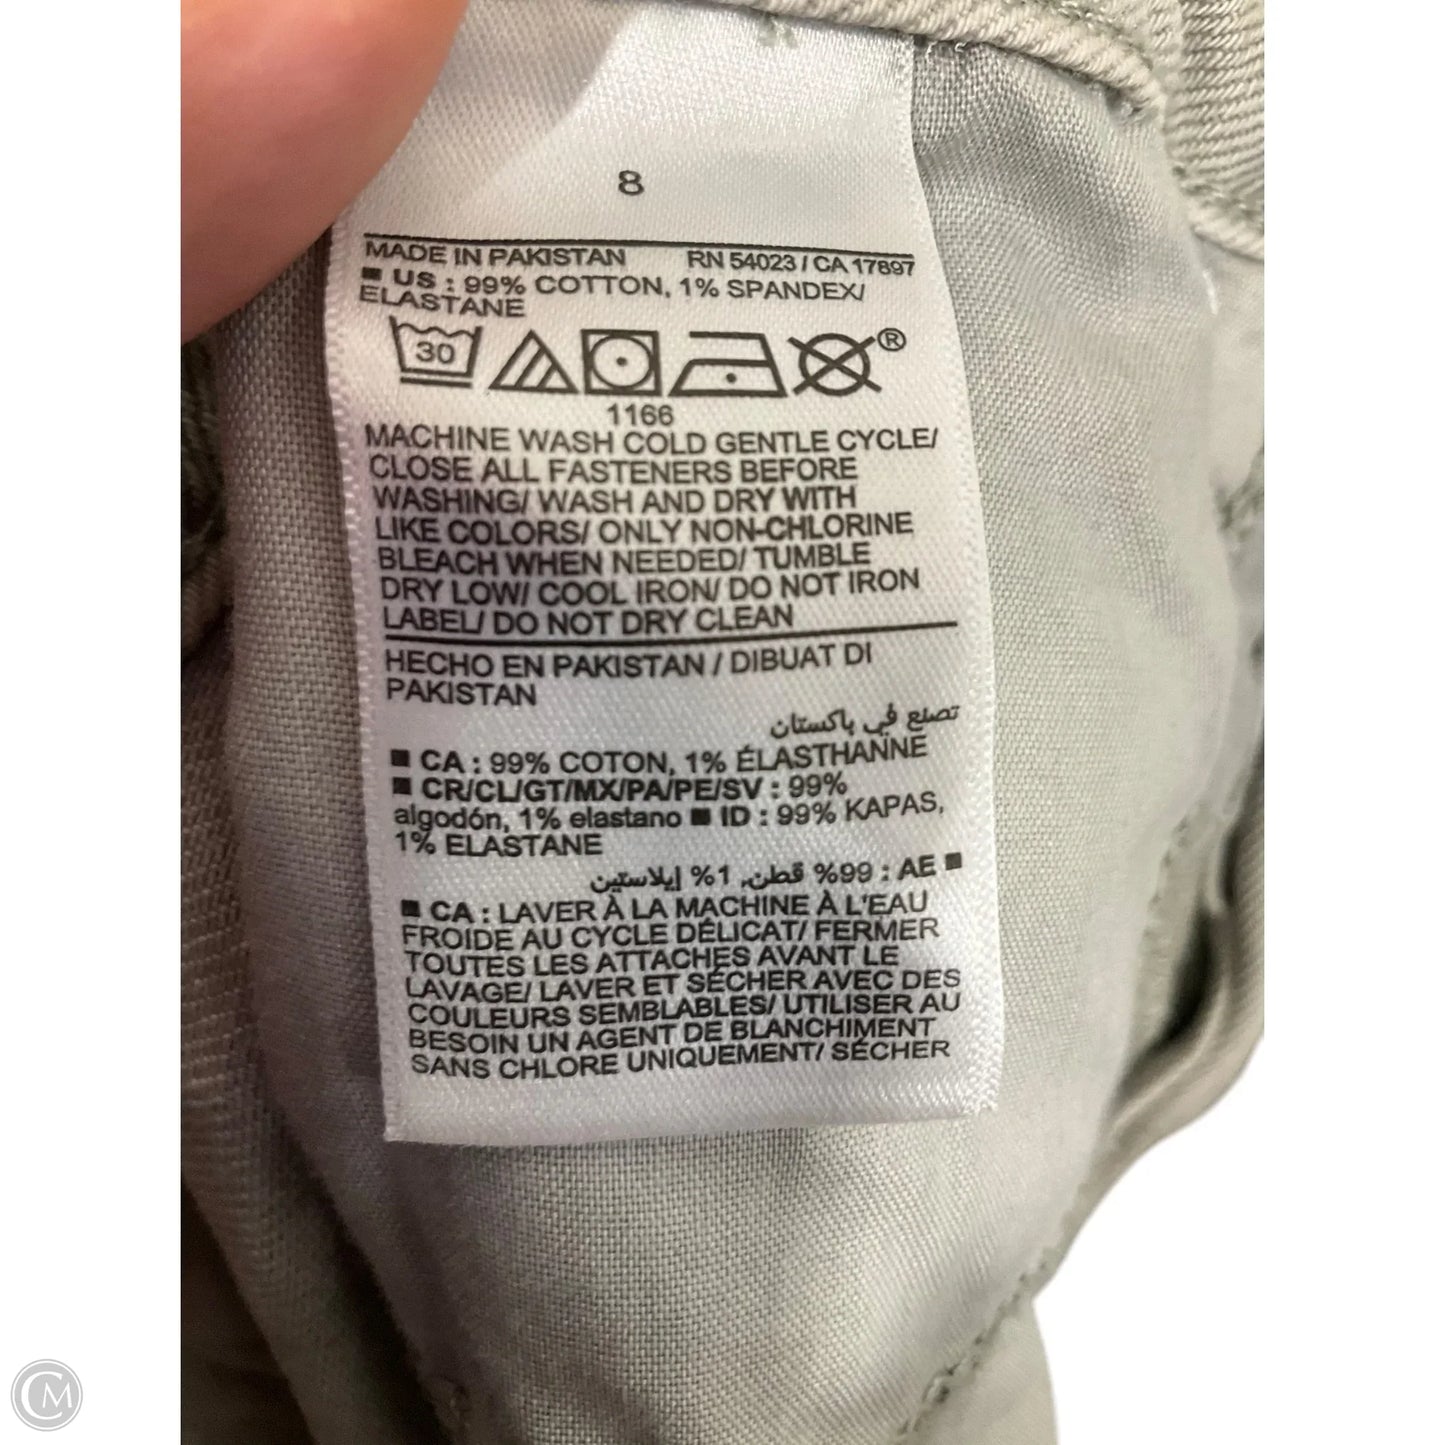 8
MADE IN PAKISTAN RN 54023 / CA 17897
■ US : 99% COTTON, 1% SPANDEX/
ELASTANE
30 ®
1166
MACHINE WASH COLD GENTLE CYCLE/
CLOSE ALL FASTENERS BEFORE
WASHING/ WASH AND DRY WITH
LIKE COLORS/ ONLY NON-CHLORINE
BLEACH WHEN NEEDED/ TUMBLE
DRY LOW/ COOL IRON/ DO NOT IRON
LABEL/ DO NOT DRY CLEAN
HECHO EN PAKISTAN / DIBUAT DI
PAKISTAN
تصنع في باكستان
■ CA : 99% COTON, 1% ÉLASTHANNE
■ CR/CL/GT/MX/PA/PE/SV : 99%
algodón, 1% elastano ■ ID : 99% KAPAS,
1% ELASTANE
■ AE : 99% قطن, 1% إيلاستين
■ CA : LAVER À LA MACHINE À L'EAU
FROIDE AU CYCLE DÉLICAT/ FERMER
TOUTES LES ATTACHES AVANT LE
LAVAGE/ LAVER ET SÉCHER AVEC DES
COULEURS SEMBLABLES/ UTILISER AU
BESOIN UN AGENT DE BLANCHIMENT
SANS CHLORE UNIQUEMENT/ SÉCHER
CM